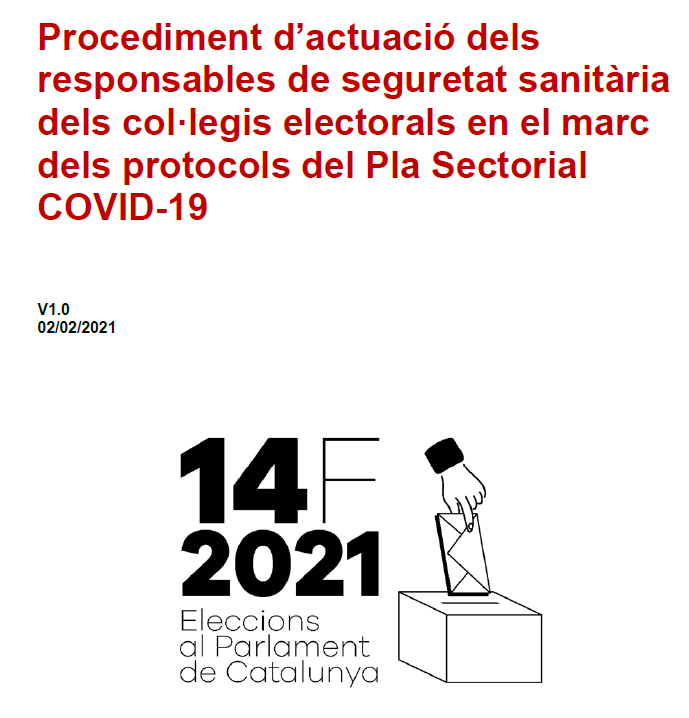 Procediment d’actuació dels
responsables de seguretat sanitària
dels col·legis electorals en el marc
dels protocols del Pla Sectorial
COVID-19
V1.0
02/02/2021
14F
2021
Eleccions
al Parlament
de Catalunya